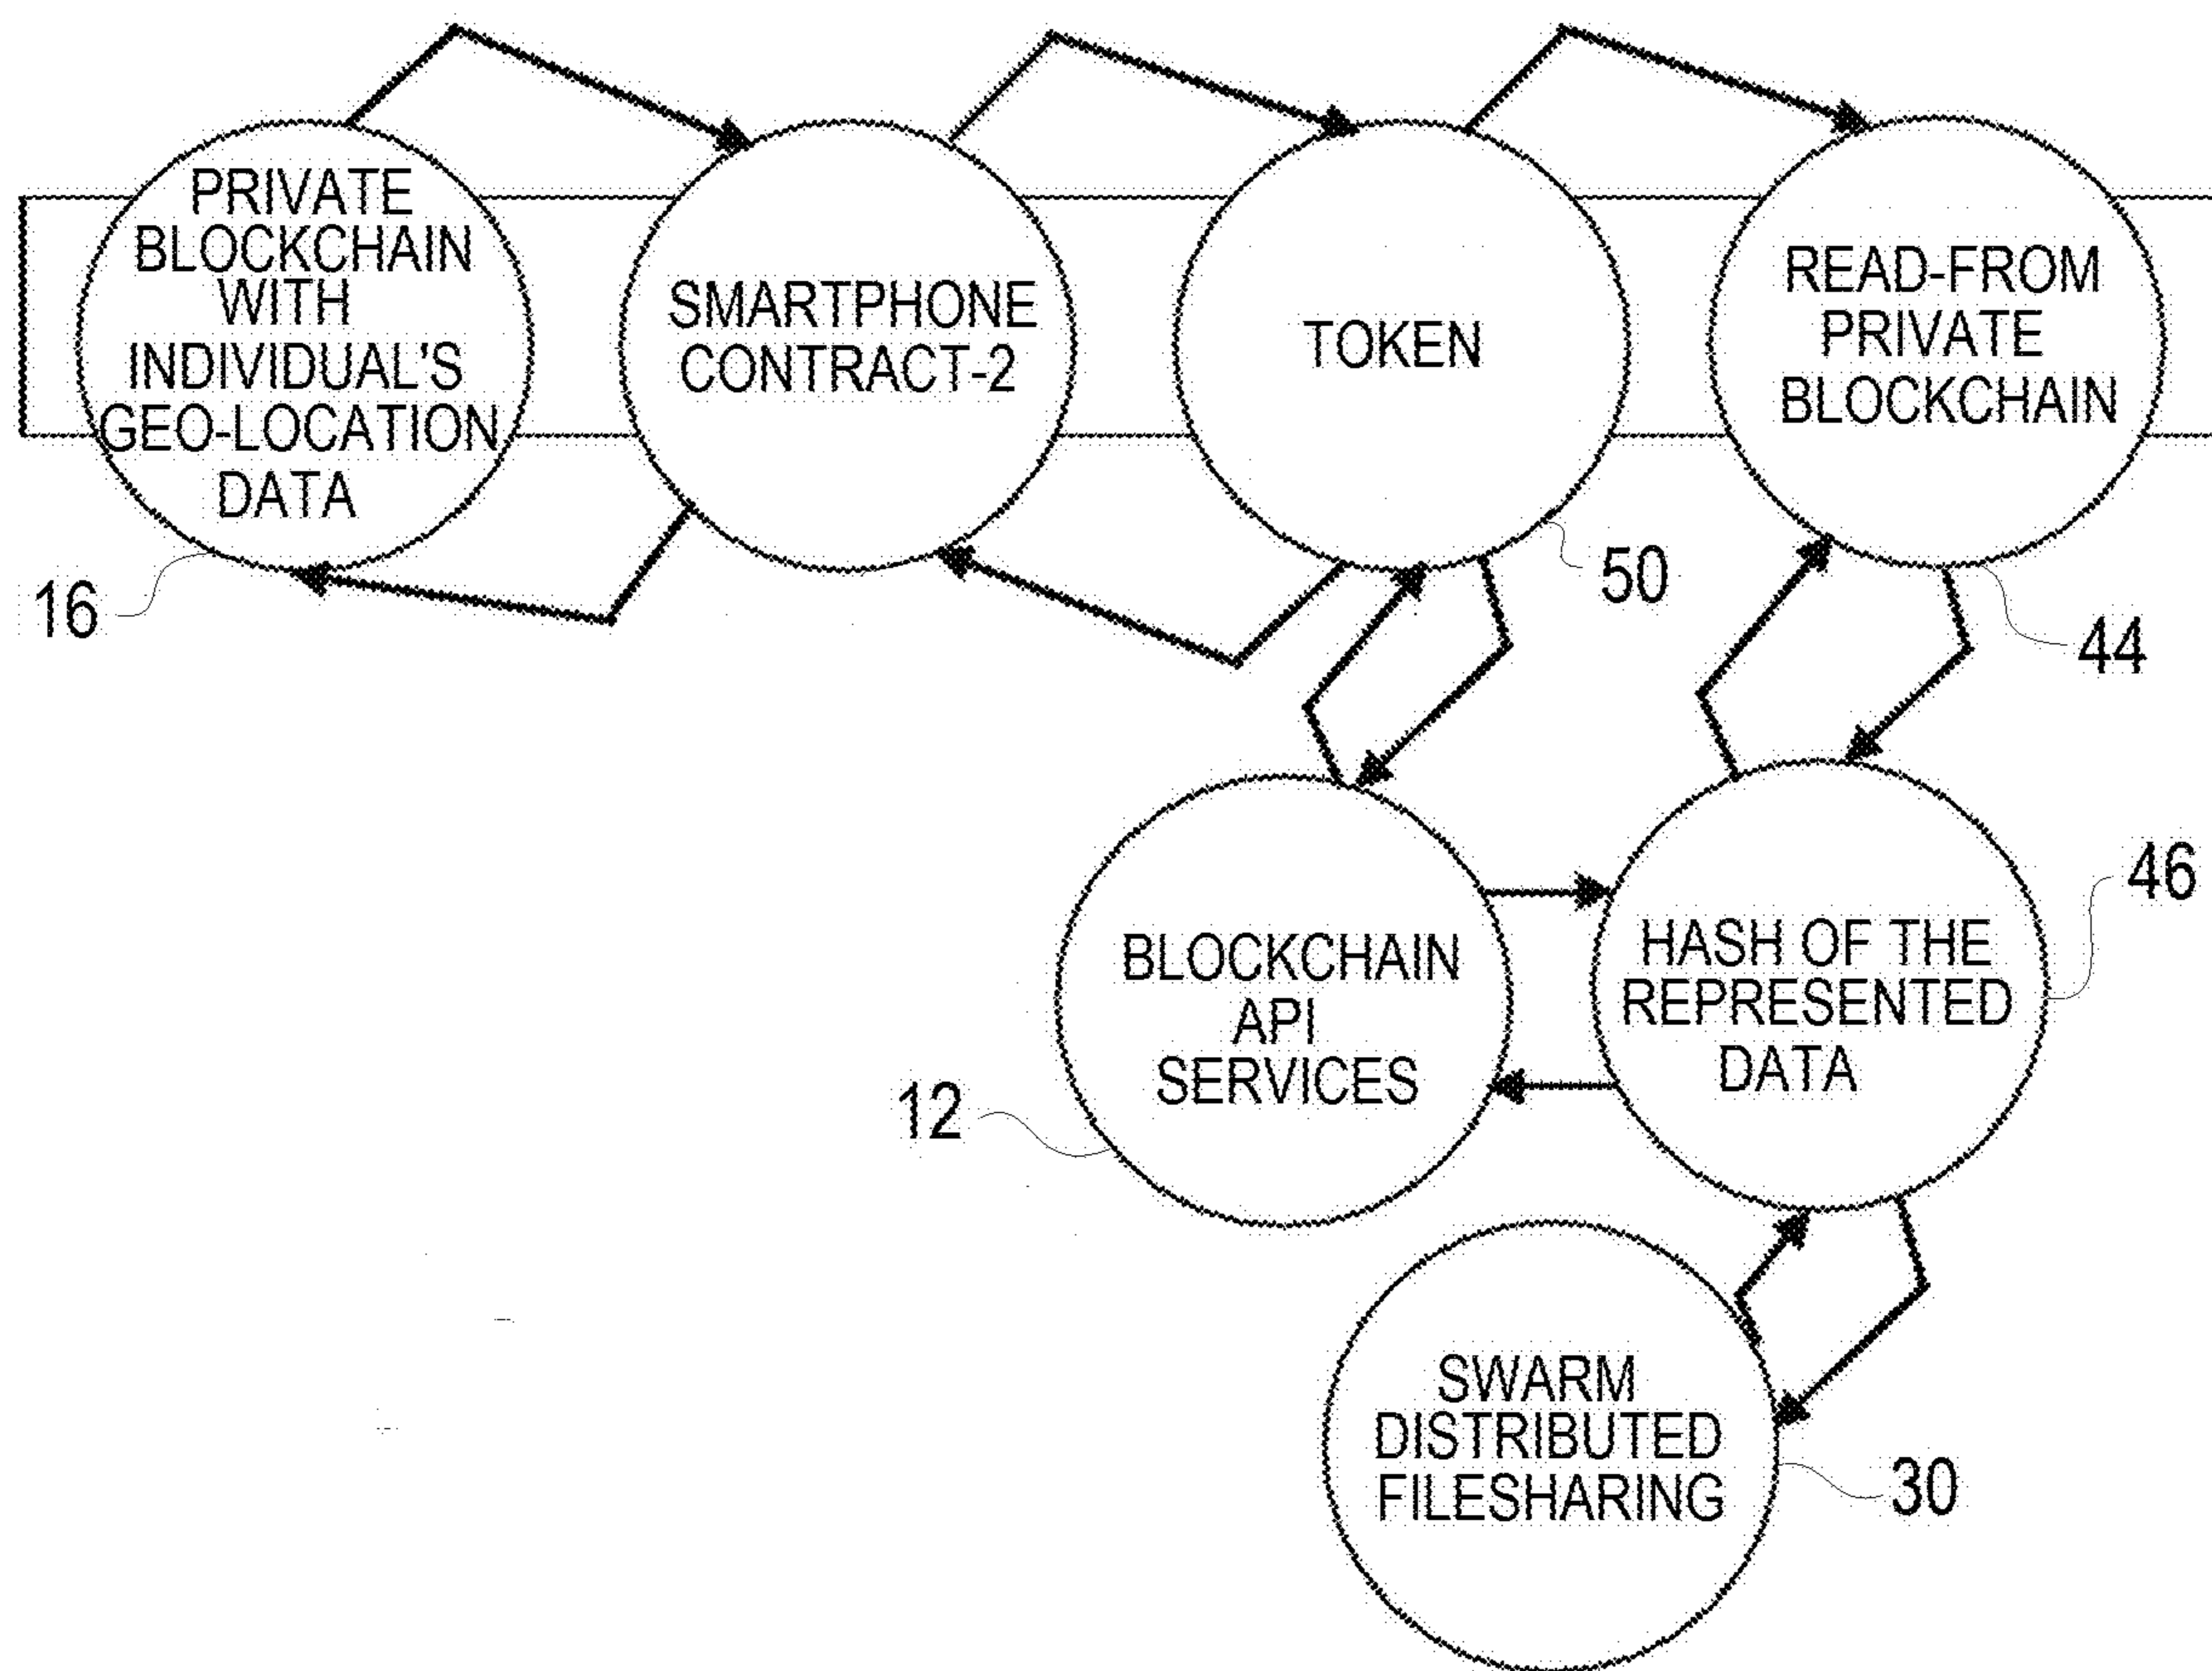 PRIVATE
BLOCKCHAIN
WITH
INDIVIDUAL'S
GEO-LOCATION
DATA
16
SMARTPHONE
CONTRACT-2
TOKEN
50
READ-FROM
PRIVATE
BLOCKCHAIN
44
BLOCKCHAIN
API
SERVICES
12
HASH OF THE
REPRESENTED
DATA
46
SWARM
DISTRIBUTED
FILESHARING
30